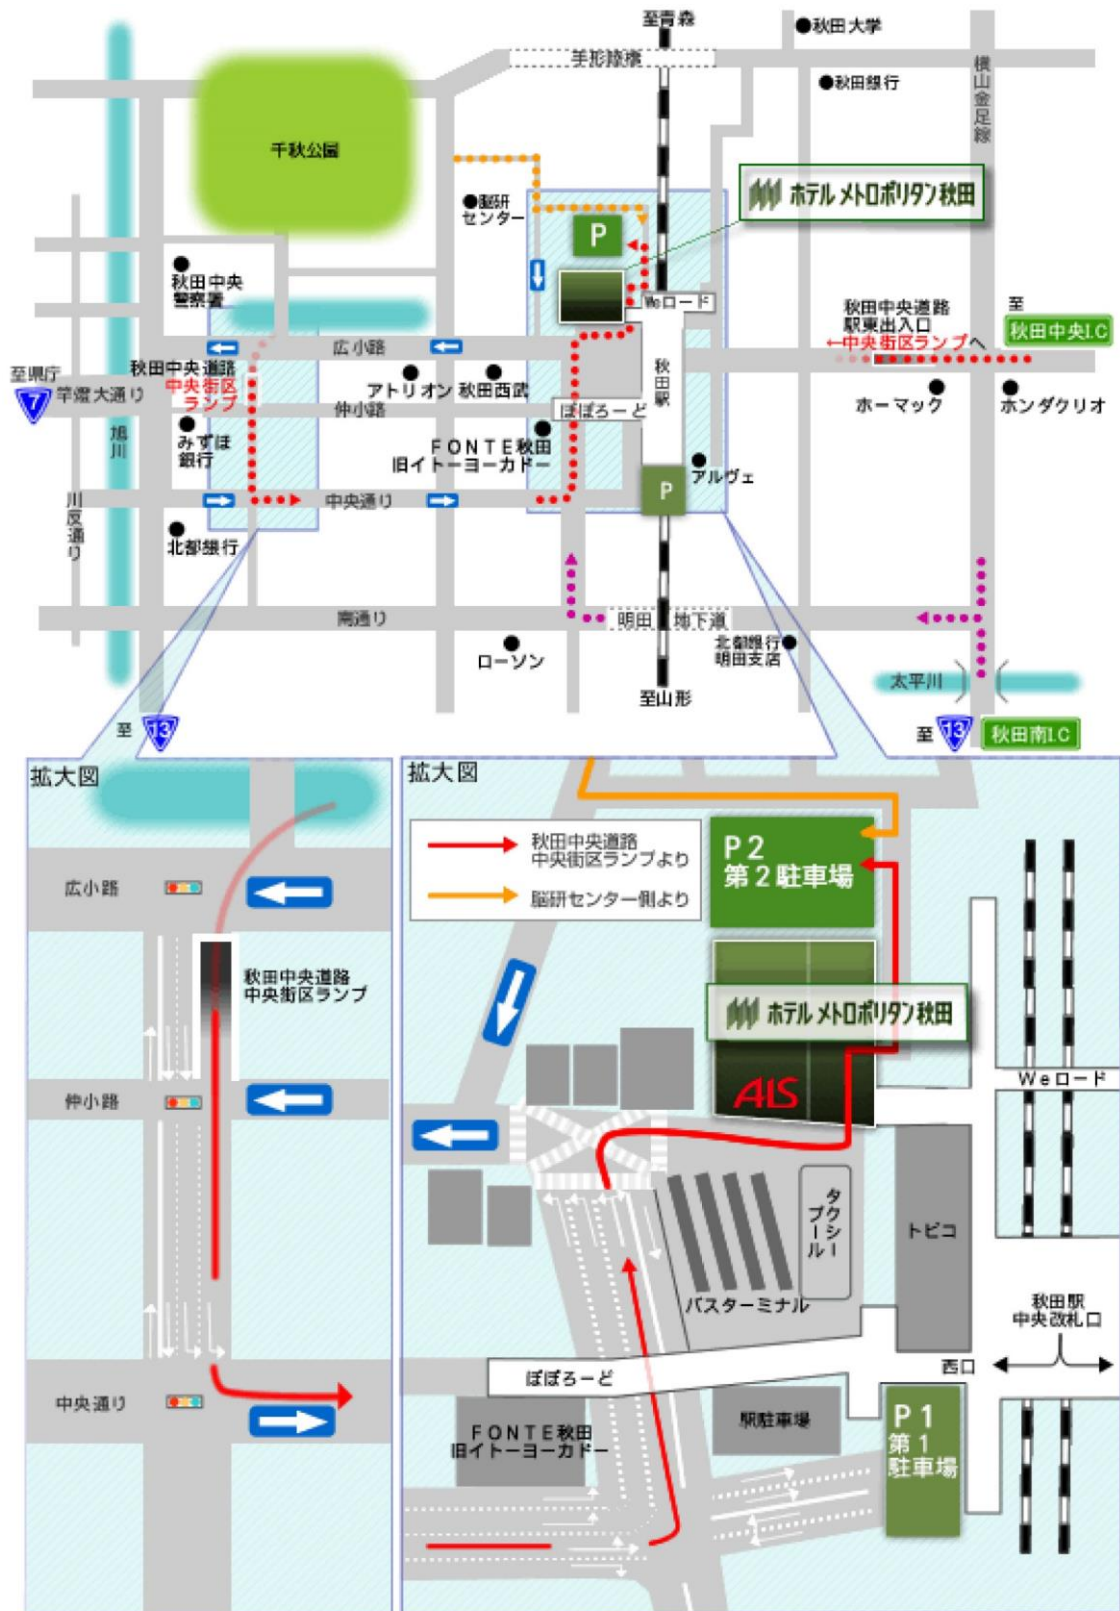 至青森
秋田大学
手形陸橋
秋田銀行
横山金足線
千秋公園
脳研
センター
P
ホテル メトロポリタン秋田
秋田中央
警察署
Weロード
秋田中央道路
駅東出入口
←中央街区ランプへ
至
秋田中央I.C
広小路
秋田中央道路
中央街区
ランプ
至県庁
7
竿燈大通り
アトリオン
秋田西武
秋田駅
仲小路
ぽぽろーど
ホーマック
ホンダクリオ
旭川
みずほ
銀行
FONTE秋田
旧イトーヨーカドー
アルヴェ
P
川反通り
中央通り
北都銀行
南通り
明田
地下道
ローソン
北都銀行
明田支店
太平川
至山形
至
13
至
13
秋田南I.C
拡大図
広小路
秋田中央道路
中央街区ランプ
仲小路
中央通り
拡大図
秋田中央道路
中央街区ランプより
脳研センター側より
P2
第2駐車場
ホテル メトロポリタン秋田
ALS
Weロード
タクシー
プール
トピコ
バスターミナル
秋田駅
中央改札口
西口
ぽぽろーど
FONTE秋田
旧イトーヨーカドー
駅駐車場
P1
第1
駐車場